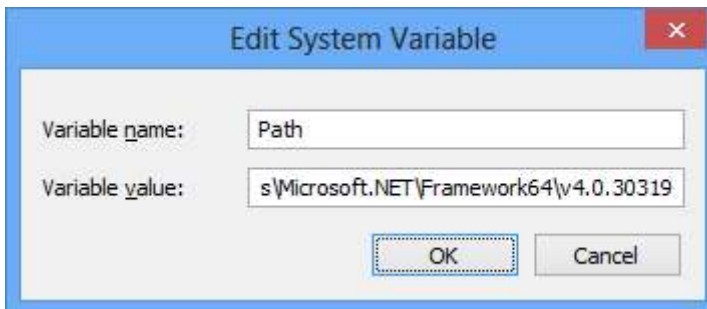 Edit System Variable
Variable name: Path
Variable value: s\Microsoft.NET\Framework64\v4.0.30319
OK Cancel